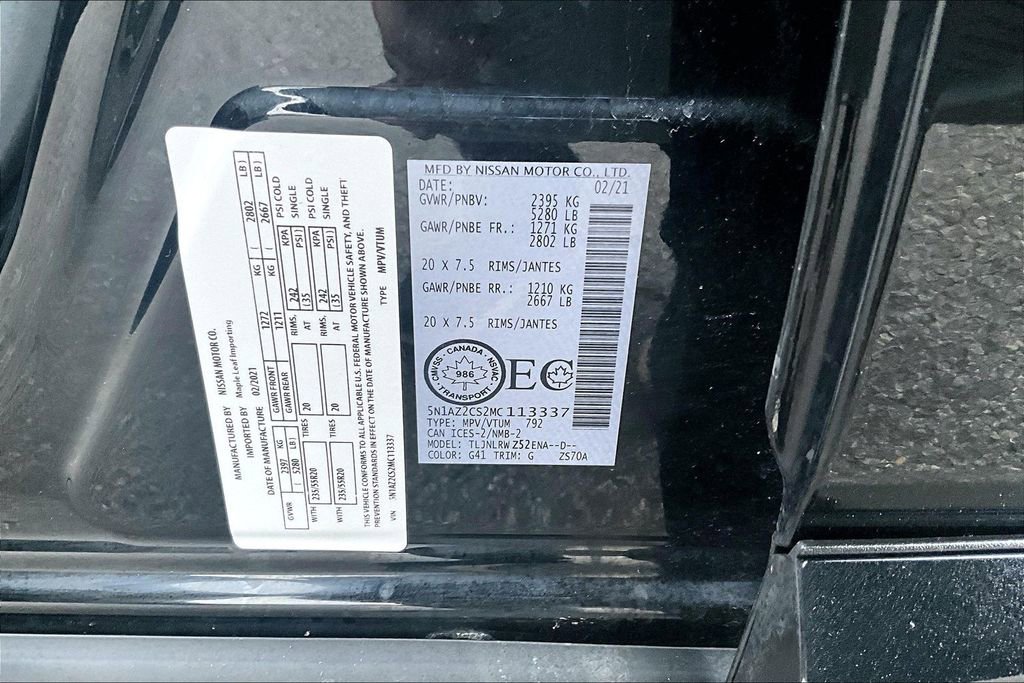 MANUFACTURED BY NISSAN MOTOR CO.
IMPORTED BY Maple Leaf Importing
DATE OF MANUFACTURE 02/2021
GVWR 2397 KG ( 5280 LB )
GAWR FRONT 1272 KG ( 2802 LB )
GAWR REAR 1211 KG ( 2667 LB )
WITH 235/55R20 TIRES 20 RIMS, AT 242 KPA ( 35 PSI ) PSI COLD SINGLE
WITH 235/55R20 TIRES 20 RIMS, AT 242 KPA ( 35 PSI ) PSI COLD SINGLE
THIS VEHICLE CONFORMS TO ALL APPLICABLE U.S. FEDERAL MOTOR VEHICLE SAFETY, AND THEFT
PREVENTION STANDARDS IN EFFECT ON THE DATE OF MANUFACTURE SHOWN ABOVE.
VIN 5N1AZ2CS2MC113337 TYPE MPV/VTUM
MFD BY NISSAN MOTOR CO., LTD.
DATE: 02/21
GVWR/PNBV: 2395 KG
5280 LB
GAWR/PNBE FR.: 1271 KG
2802 LB
20 X 7.5 RIMS/JANTES
GAWR/PNBE RR.: 1210 KG
2667 LB
20 X 7.5 RIMS/JANTES
CMVSS - CANADA - NSVAC
986
TRANSPORT
EC
5N1AZ2CS2MC113337
TYPE: MPV/VTUM 792
CAN ICES-2/NMB-2
MODEL: TLJNLRWZ52ENA--D--
COLOR: G41 TRIM: G ZS70A